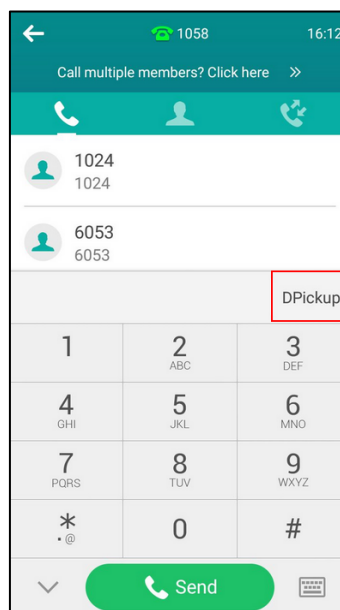 1058 16:12
Call multiple members? Click here »
1024
1024
6053
6053
DPickup
1 2 3
ABC DEF
4 5 6
GHI JKL MNO
7 8 9
PQRS TUV WXYZ
* 0 #
. @
Send